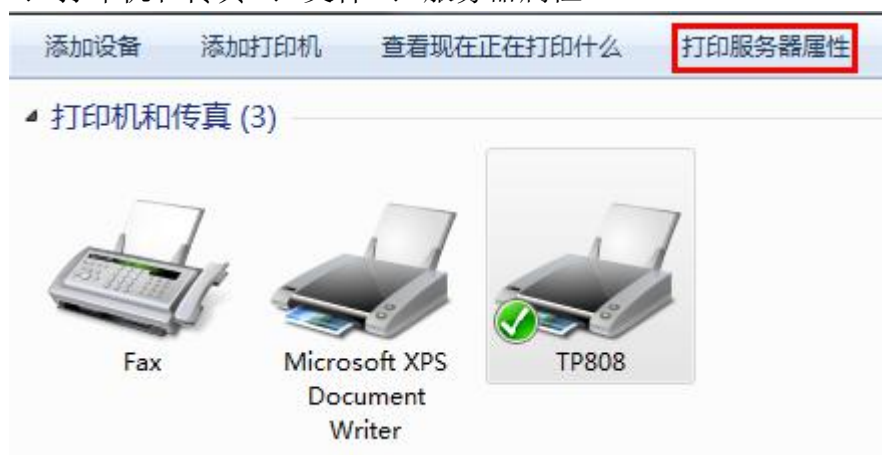 添加设备 添加打印机 查看现在正在打印什么 打印服务器属性
打印机和传真 (3)
Fax
Microsoft XPS
Document
Writer
TP808